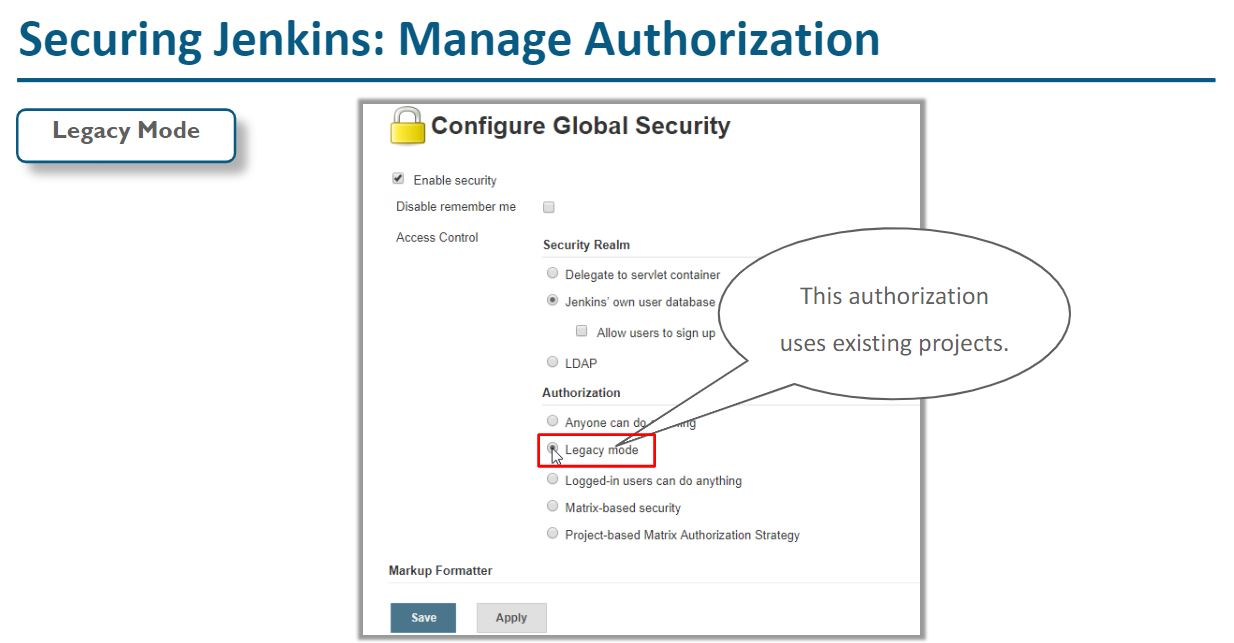 Securing Jenkins: Manage Authorization
Legacy Mode
Configure Global Security
Enable security
Disable remember me
Access Control
Security Realm
Delegate to servlet container
Jenkins' own user database
Allow users to sign up
LDAP
This authorization
uses existing projects.
Authorization
Anyone can do
Legacy mode
Logged-in users can do anything
Matrix-based security
Project-based Matrix Authorization Strategy
Markup Formatter
Save
Apply